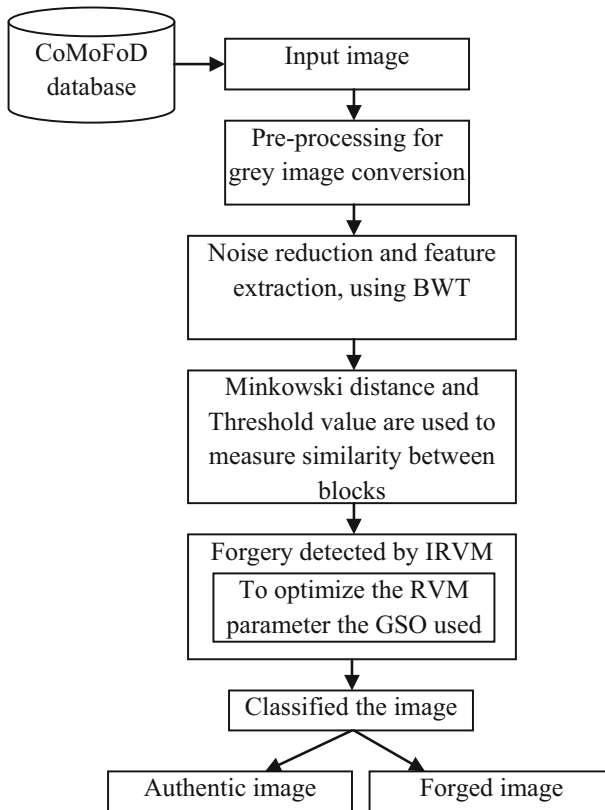 CoMoFoD
database
Input image
Pre-processing for
grey image conversion
Noise reduction and feature
extraction, using BWT
Minkowski distance and
Threshold value are used to
measure similarity between
blocks
Forgery detected by IRVM
To optimize the RVM
parameter the GSO used
Classified the image
Authentic image
Forged image